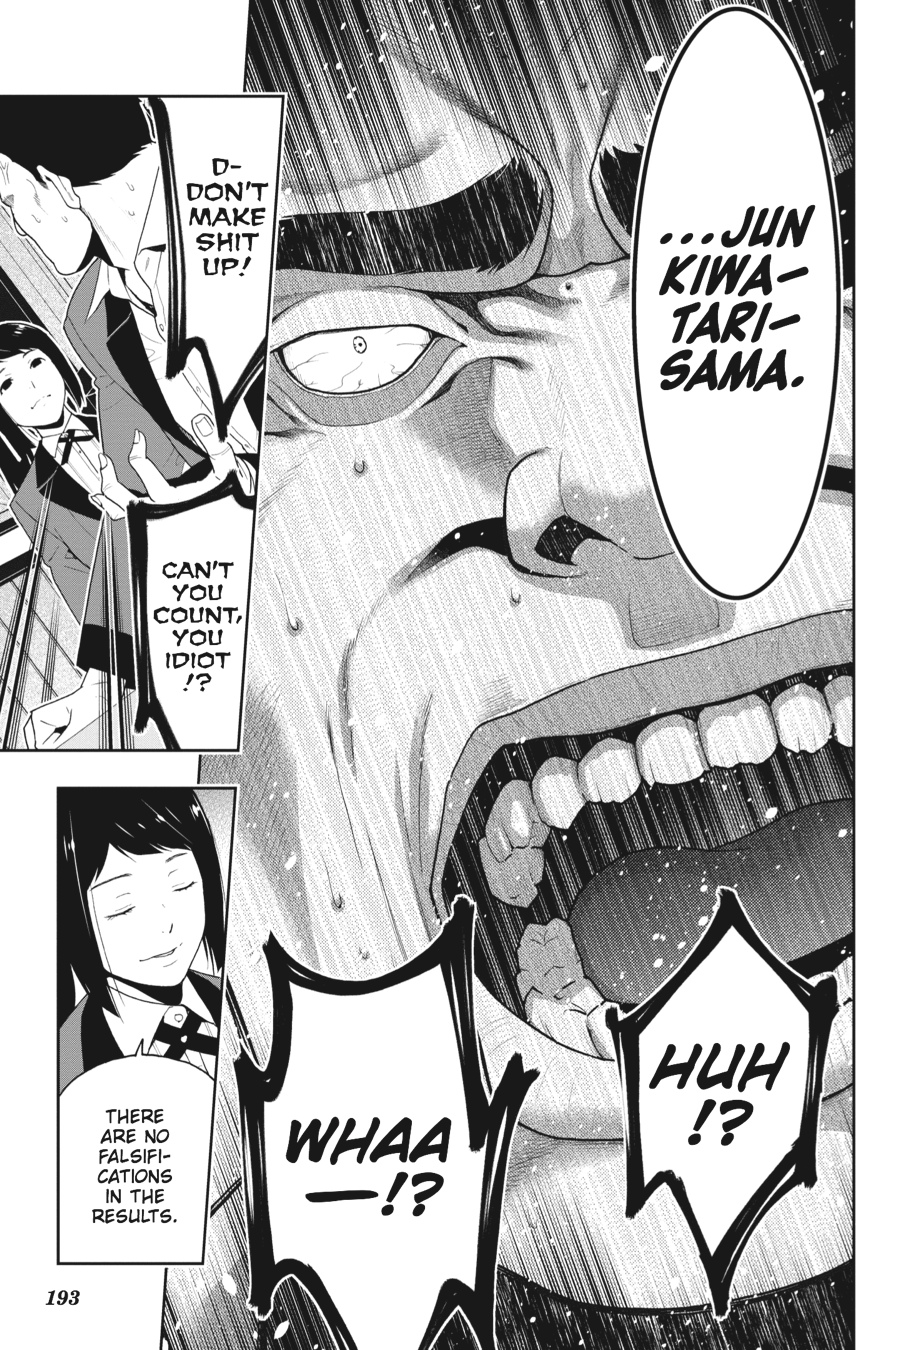 ...JUN
KIWA-
TARI-
SAMA.
HUH
!?
WHAA
—!?
D-
DON'T
MAKE
SHIT
UP!
CAN'T
YOU
COUNT,
YOU
IDIOT
!?
THERE
ARE NO
FALSIFI-
CATIONS
IN THE
RESULTS.
193